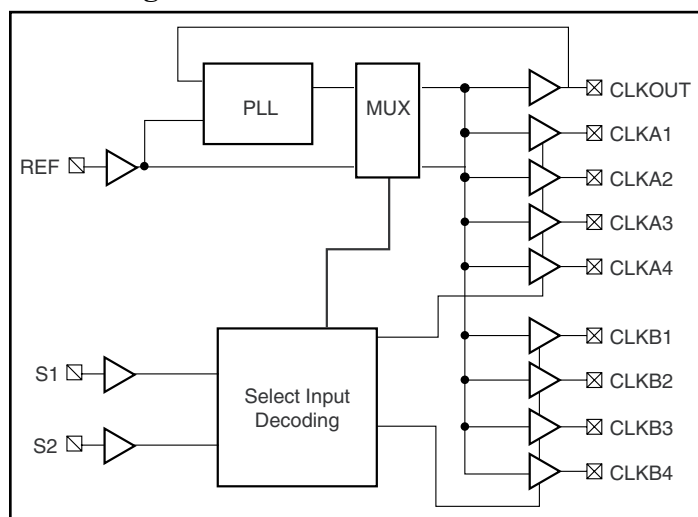 PLL
MUX
CLKOUT
CLKA1
REF
CLKA2
CLKA3
CLKA4
CLKB1
S1
Select Input
Decoding
CLKB2
CLKB3
S2
CLKB4